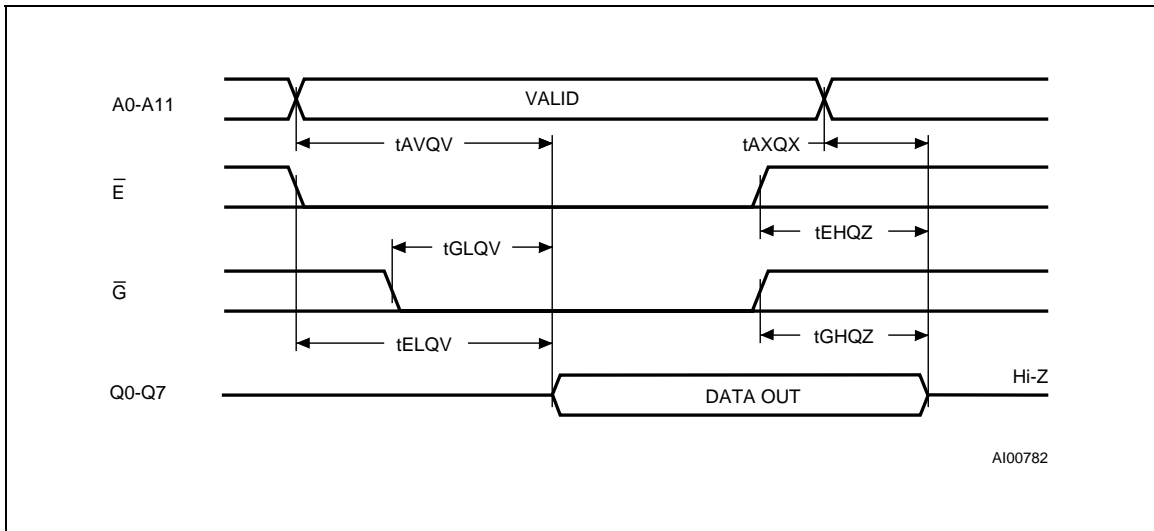 A0-A11
VALID
tAVQV
tAXQX
E̅
tGLQV
tEHQZ
G̅
tELQV
tGHQZ
Q0-Q7
DATA OUT
Hi-Z
AI00782